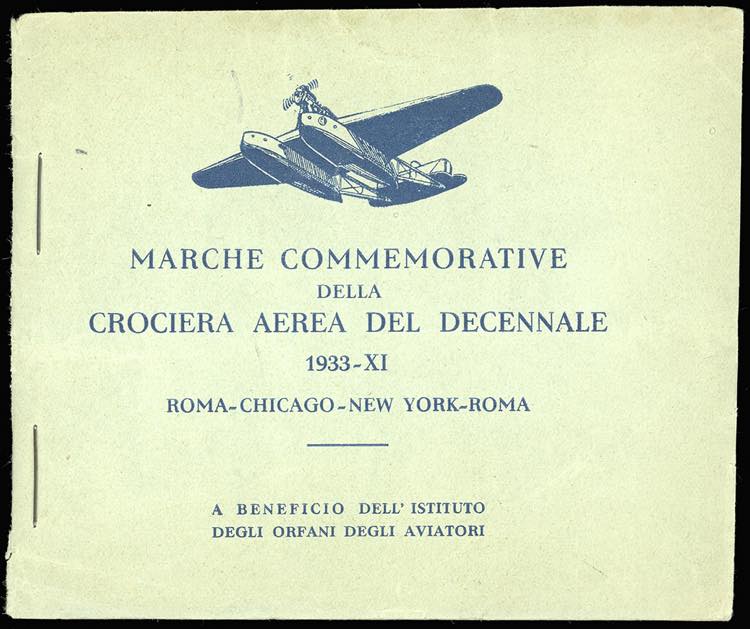 MARCHE COMMEMORATIVE
DELLA
CROCIERA AEREA DEL DECENNALE
1933-XI
ROMA-CHICAGO-NEW YORK-ROMA
A BENEFICIO DELL' ISTITUTO
DEGLI ORFANI DEGLI AVIATORI